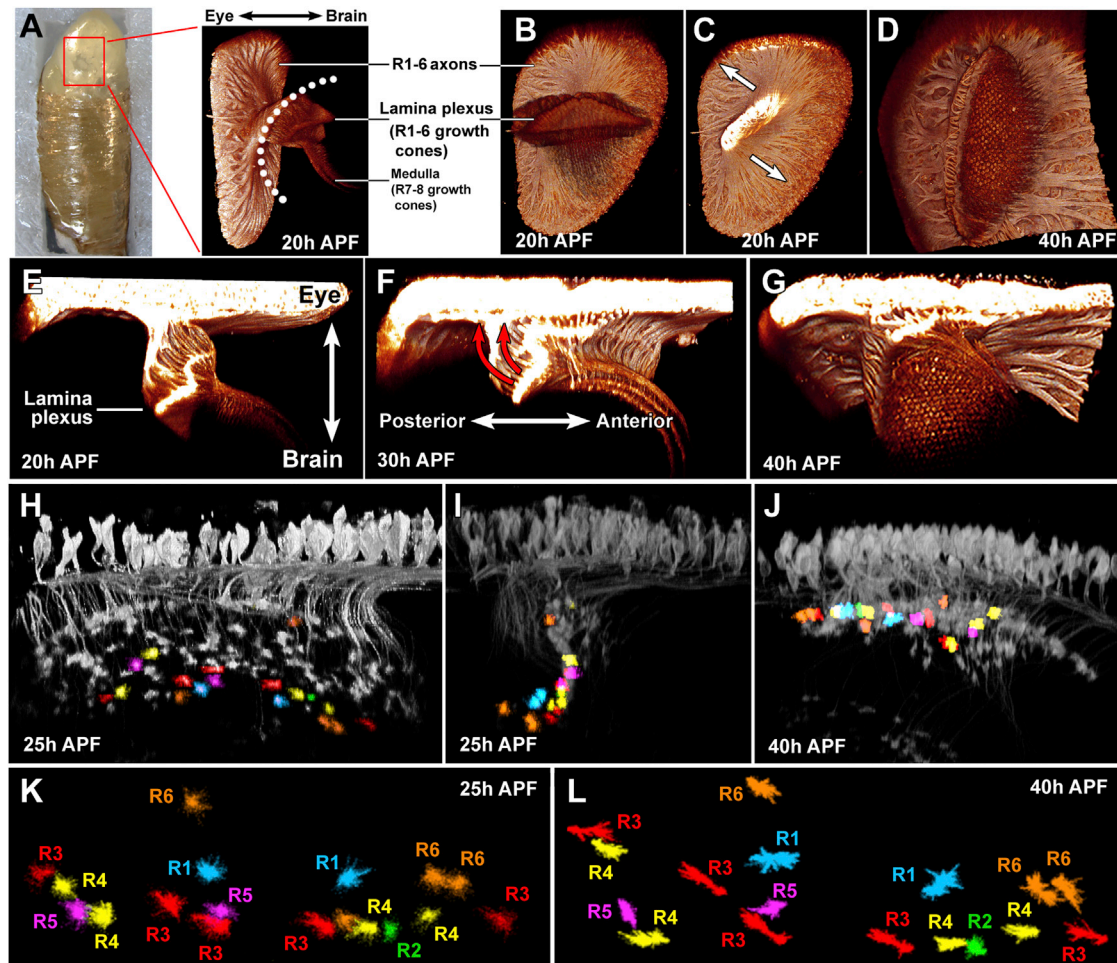 A
Eye
Brain
R1-6 axons
Lamina plexus
(R1-6 growth
cones)
Medulla
(R7-8 growth
cones)
20h APF
B
20h APF
C
20h APF
D
40h APF
E
Eye
Lamina
plexus
Brain
20h APF
F
Posterior
Anterior
30h APF
G
40h APF
H
25h APF
I
25h APF
J
40h APF
K
25h APF
R6
R3
R4
R1
R1
R6
R6
R3
R5
R4
R5
R3
R3
R3
R4
R2
R4
L
40h APF
R6
R3
R4
R1
R3
R5
R5
R4
R3
R1
R6
R6
R3
R4
R2
R4
R3